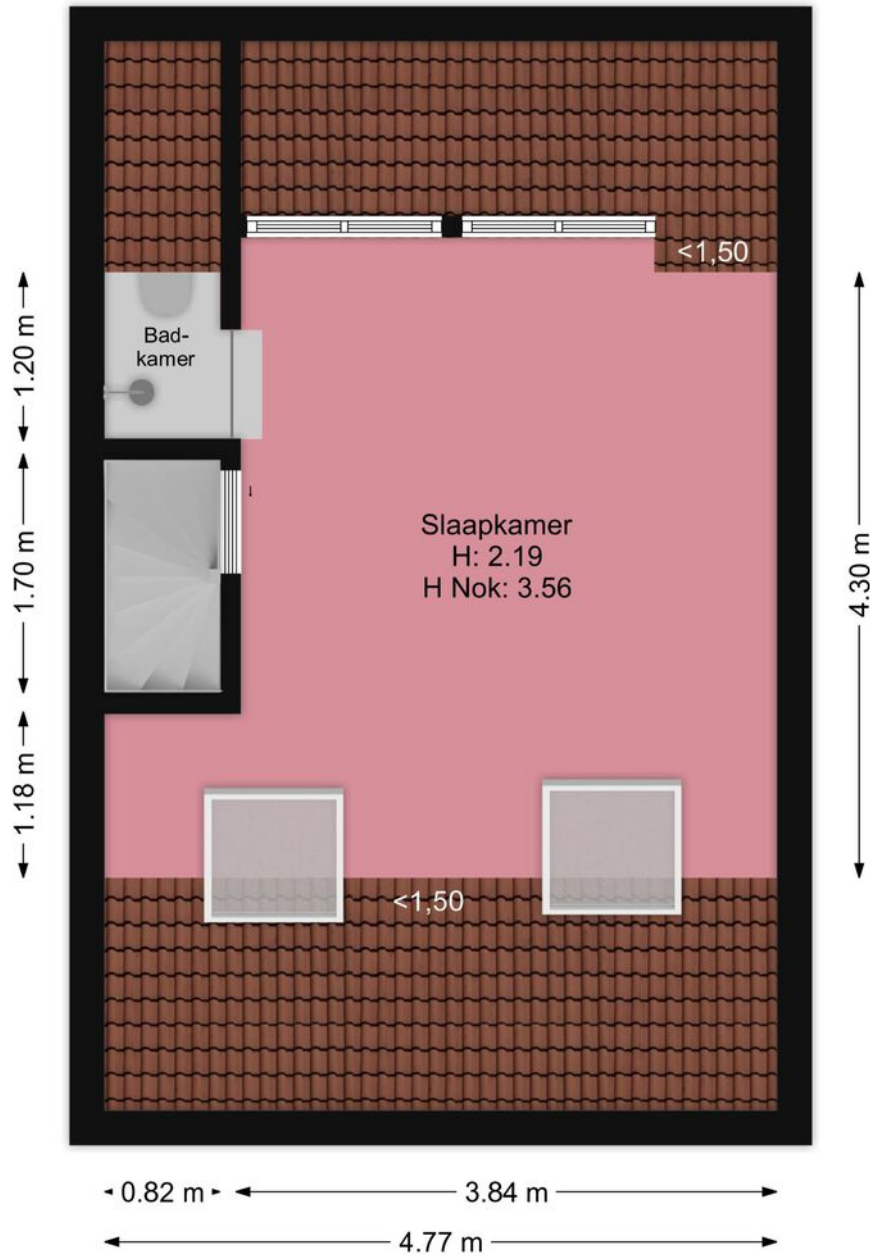 <1,50
1.20 m
Bad-
kamer
1.70 m
Slaapkamer
H: 2.19
H Nok: 3.56
4.30 m
1.18 m
<1,50
0.82 m
3.84 m
4.77 m